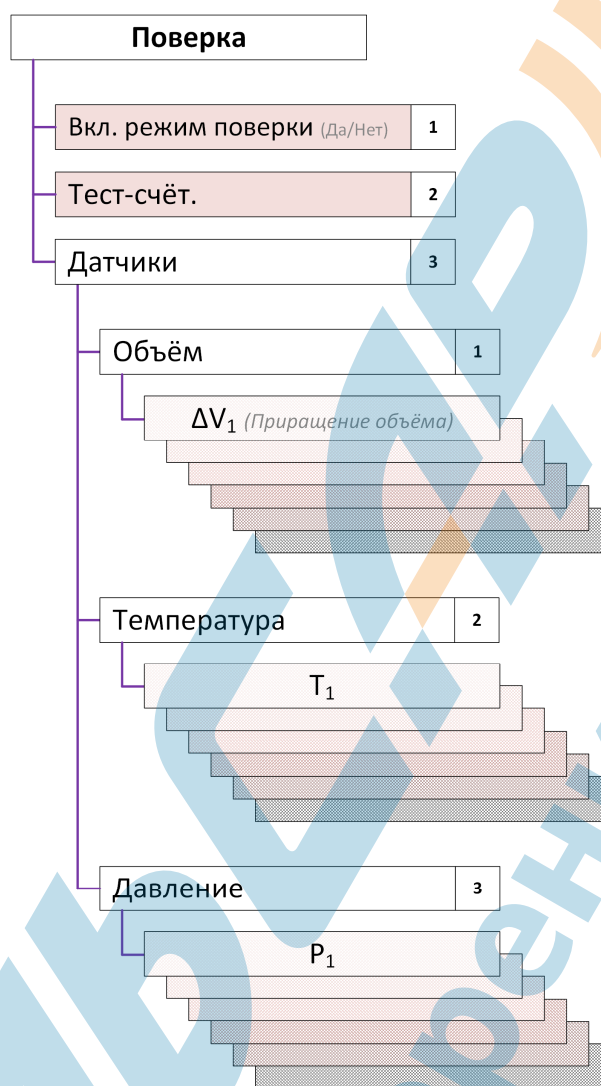 Поверка
Вкл. режим поверки (Да/Нет) 1
Тест-счёт. 2
Датчики 3
Объём 1
ΔV₁ (Приращение объёма)
Температура 2
T₁
Давление 3
P₁